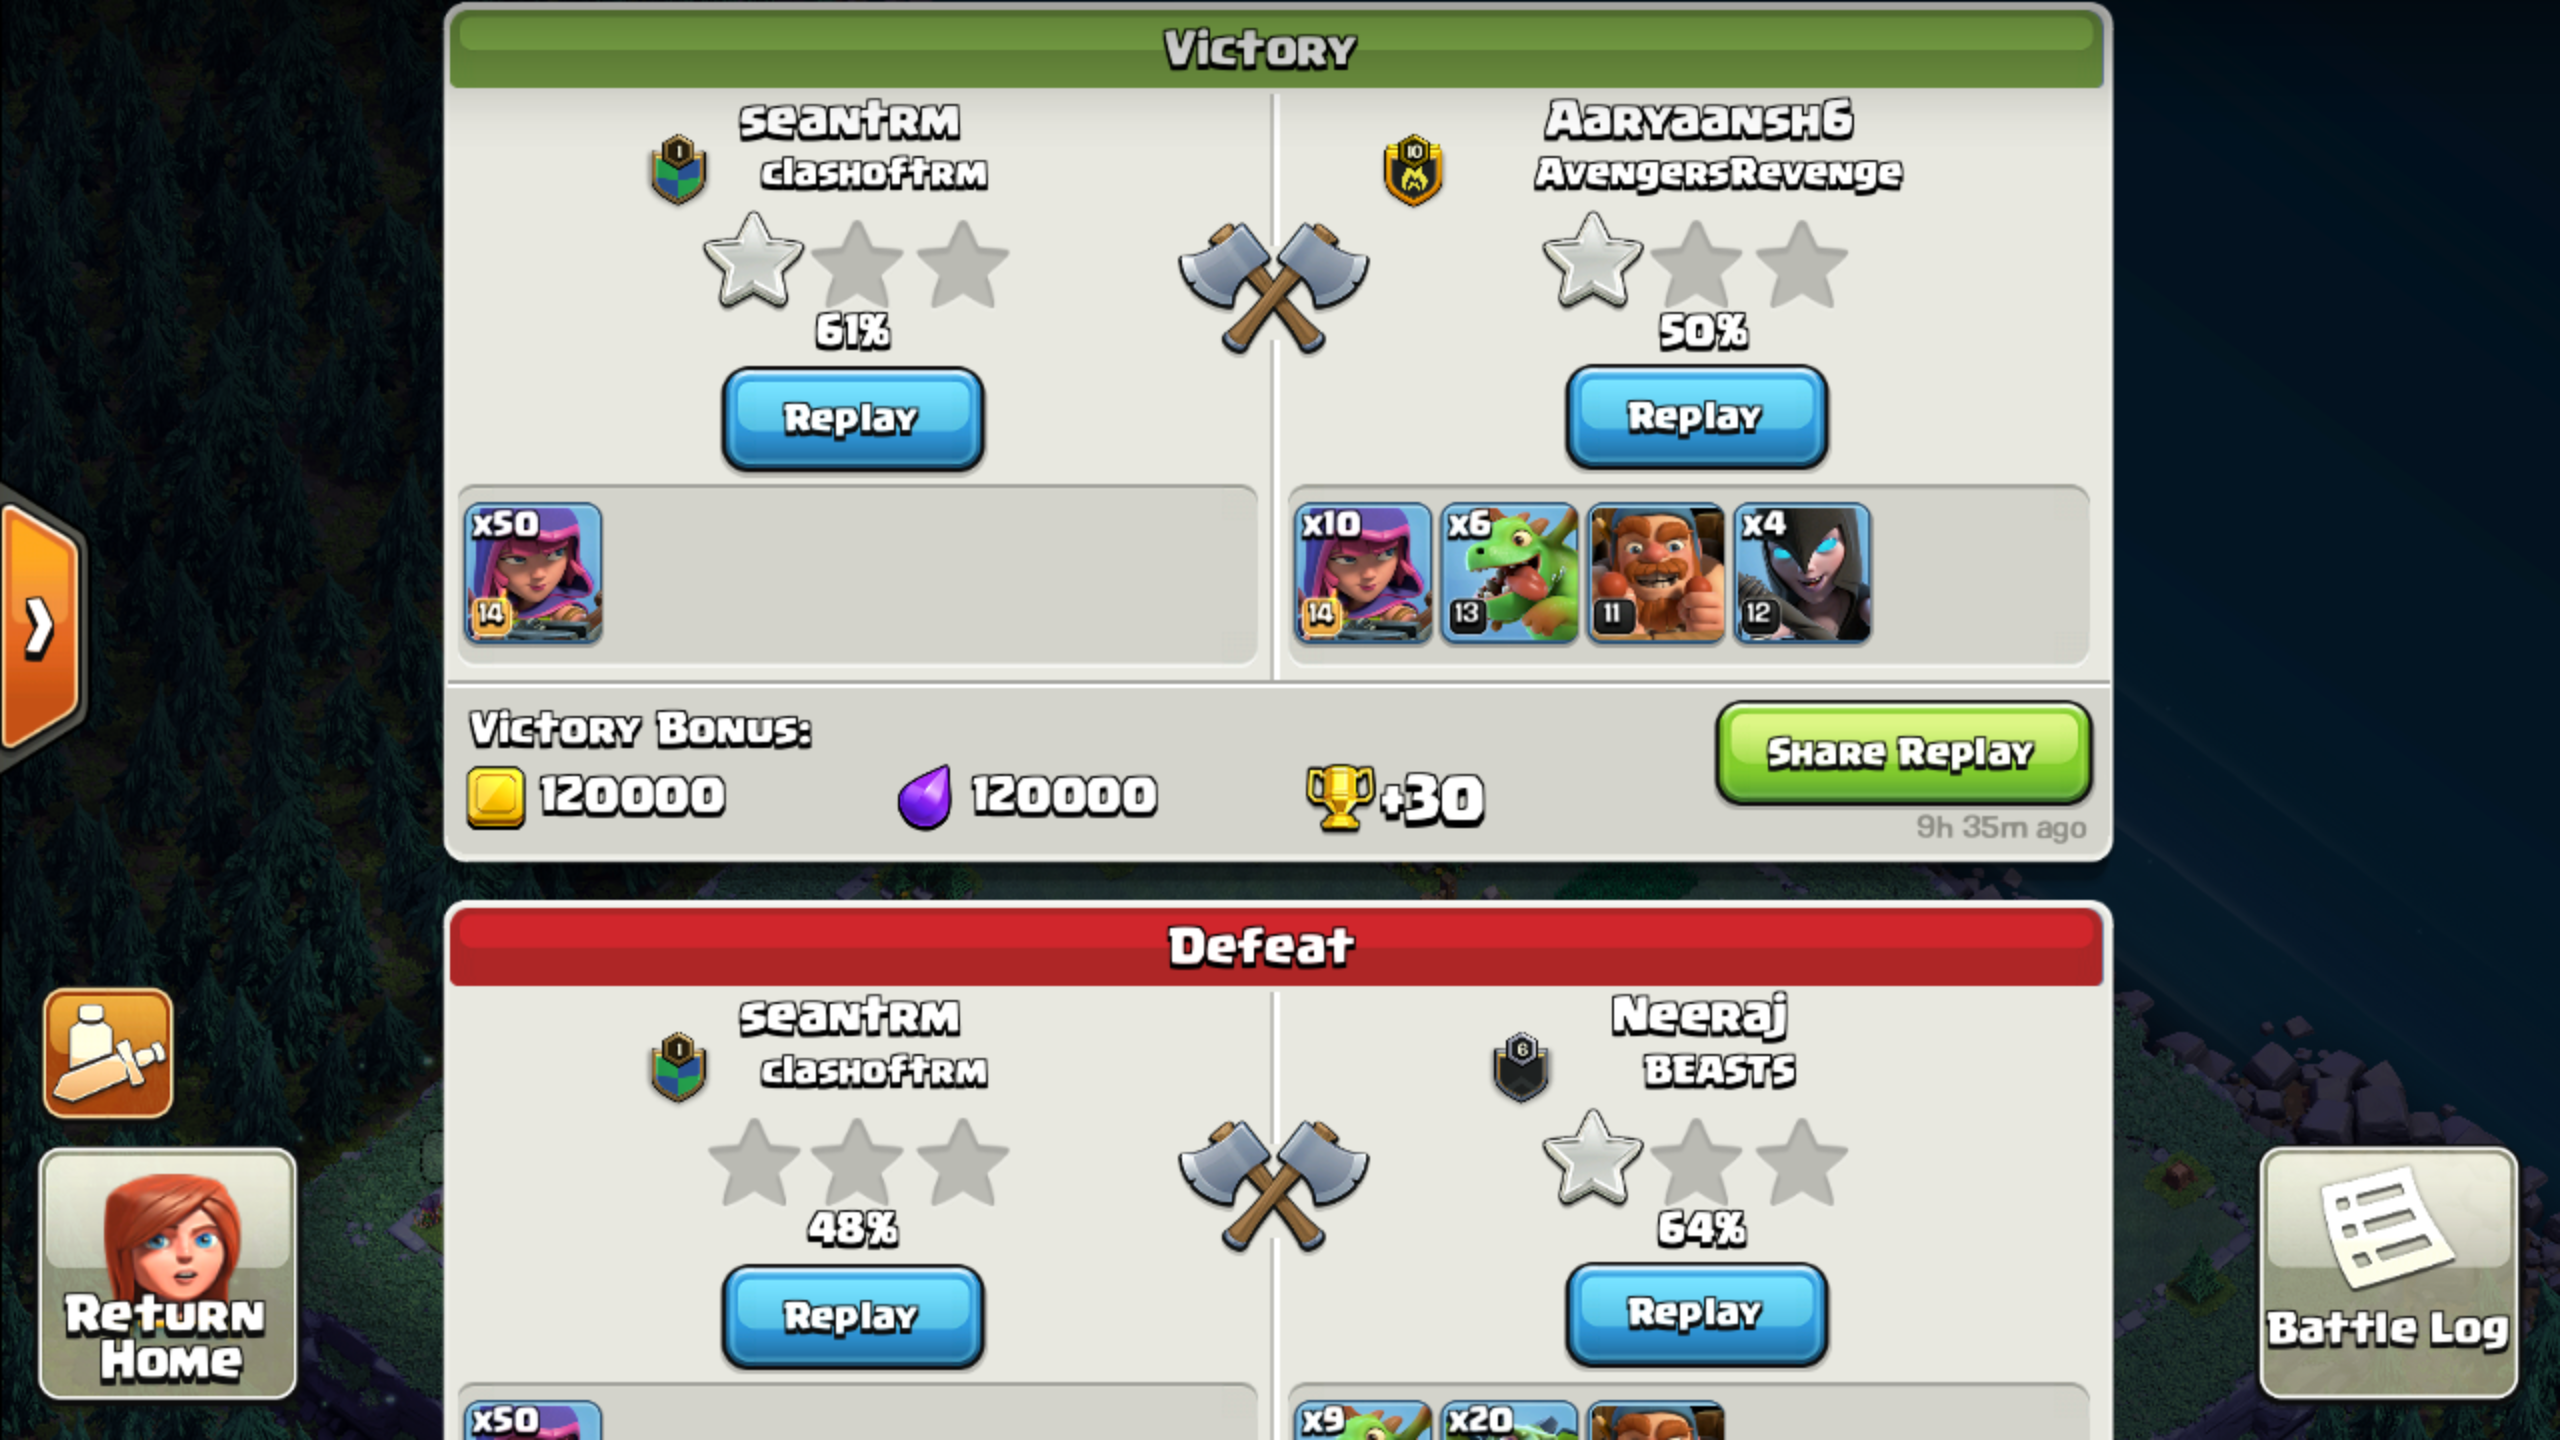 Victory
seantRM
clashoftRM
1
61%
Replay
x50
14
Aaryaansh6
AvengersRevenge
10
50%
Replay
x10
14
x6
13
11
x4
12
Victory Bonus:
120000
120000
+30
Share Replay
9h 35m ago
Defeat
seantRM
clashoftRM
1
48%
Replay
x50
Neeraj
BEASTS
6
64%
Replay
x9
x20
Return
Home
Battle Log